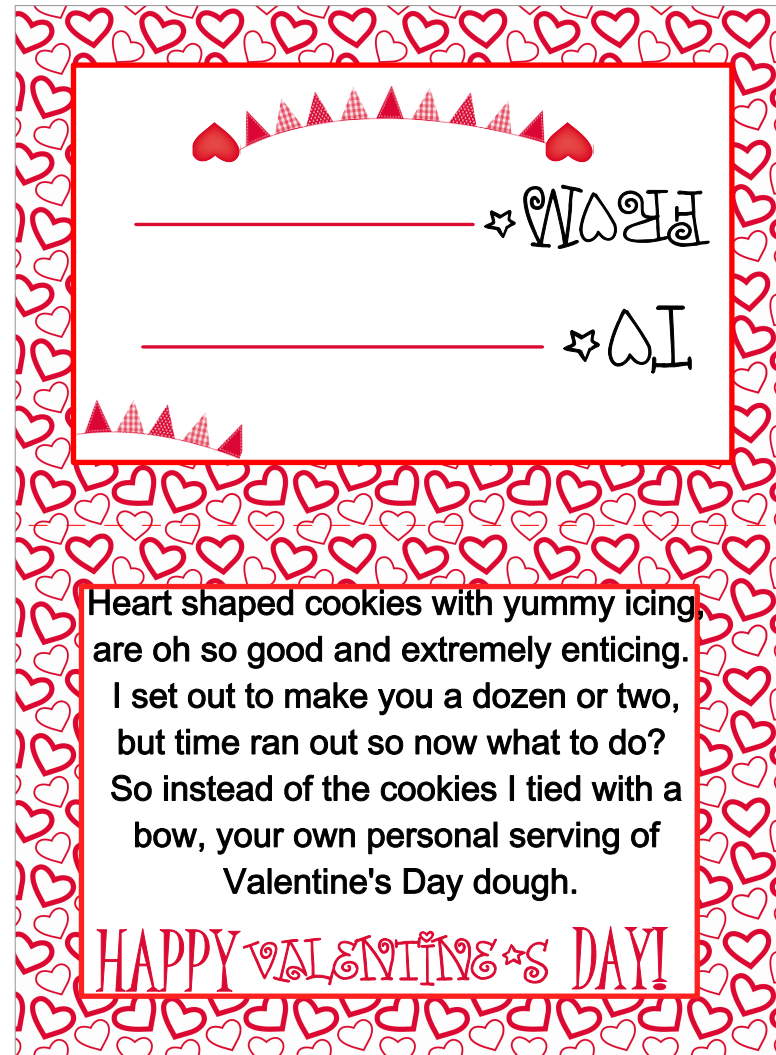 FROM
TO
Heart shaped cookies with yummy icing,
are oh so good and extremely enticing.
I set out to make you a dozen or two,
but time ran out so now what to do?
So instead of the cookies I tied with a
bow, your own personal serving of
Valentine's Day dough.
HAPPY VALENTINE'S DAY!